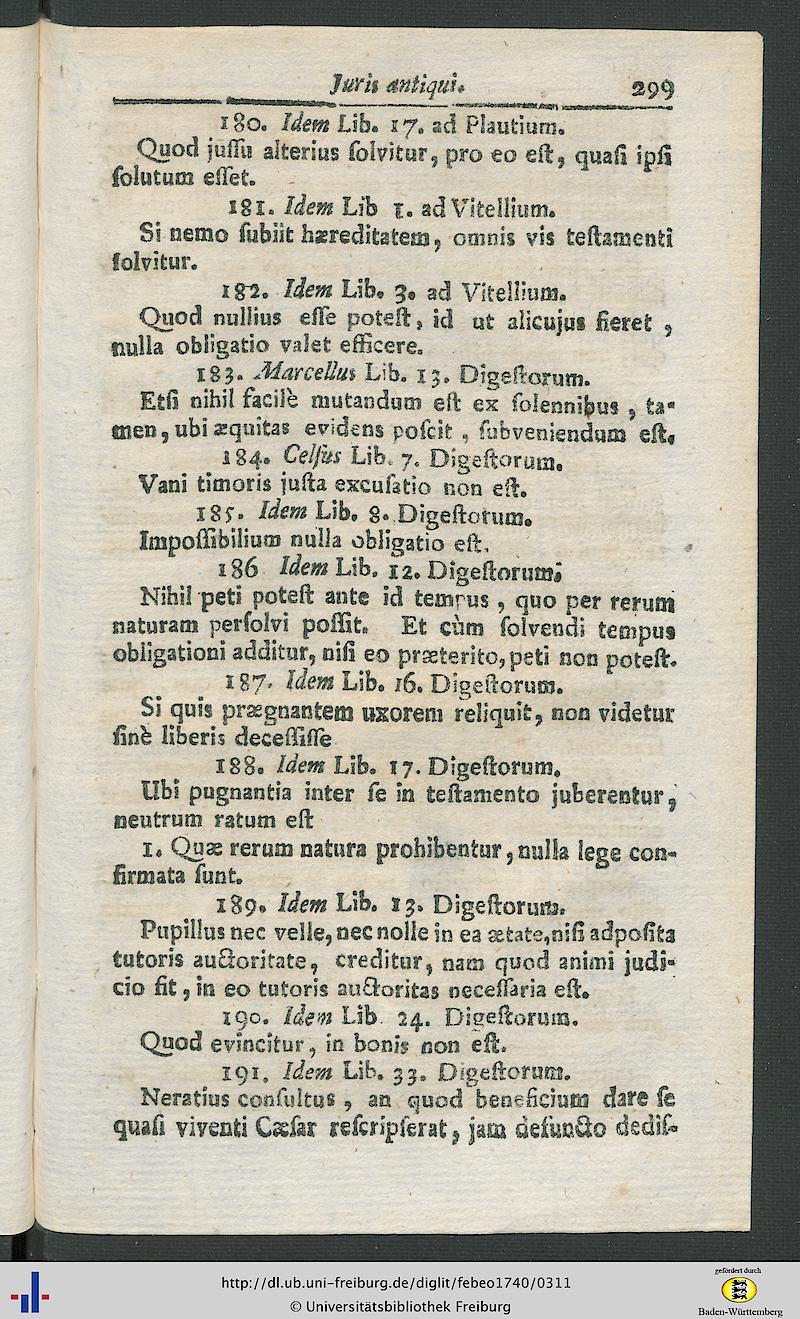 Juris antiqui. 299
180. Idem Lib. 17. ad Plautium.
Quod juſſu alterius ſolvitur, pro eo eſt, quaſi ipſi
ſolutum eſſet.
181. Idem Lib 1. ad Vitellium.
Si nemo ſubiit hæreditatem, omnis vis teſtamenti
ſolvitur.
182. Idem Lib. 3. ad Vitellium.
Quod nullius eſſe poteſt, id ut alicujus fieret ,
nulla obligatio valet efficere.
183. Marcellus Lib. 13. Digeſtorum.
Etſi nihil facilè mutandum eſt ex ſolennibus , ta-
men, ubi æquitas evidens poſcit , ſubveniendum eſt.
184. Celſus Lib. 7. Digeſtorum.
Vani timoris juſta excuſatio non eſt.
185. Idem Lib. 8. Digeſtorum.
Impoſſibilium nulla obligatio eſt.
186 Idem Lib. 12. Digeſtorum.
Nihil peti poteſt ante id tempus , quo per rerum
naturam perſolvi poſſit. Et cùm ſolvendi tempus
obligationi additur, niſi eo præterito, peti non poteſt.
187. Idem Lib. 16. Digeſtorum.
Si quis prægnantem uxorem reliquit, non videtur
ſinè liberis deceſſiſſe
188. Idem Lib. 17. Digeſtorum.
Ubi pugnantia inter ſe in teſtamento juberentur,
neutrum ratum eſt
1. Quæ rerum natura prohibentur, nulla lege con-
firmata ſunt.
189. Idem Lib. 13. Digeſtorum.
Pupillus nec velle, nec nolle in ea ætate, niſi adpoſita
tutoris auctoritate, creditur, nam quod animi judi-
cio fit, in eo tutoris auctoritas neceſſaria eſt.
190. Idem Lib. 24. Digeſtorum.
Quod evincitur, in bonis non eſt.
191. Idem Lib. 33. Digeſtorum.
Neratius conſultus , an quod beneficium dare ſe
quaſi viventi Cæſar reſcripſerat, jam defuncto dediſ-
http://dl.ub.uni-freiburg.de/diglit/febeo1740/0311
© Universitätsbibliothek Freiburg
gefördert durch
Baden-Württemberg